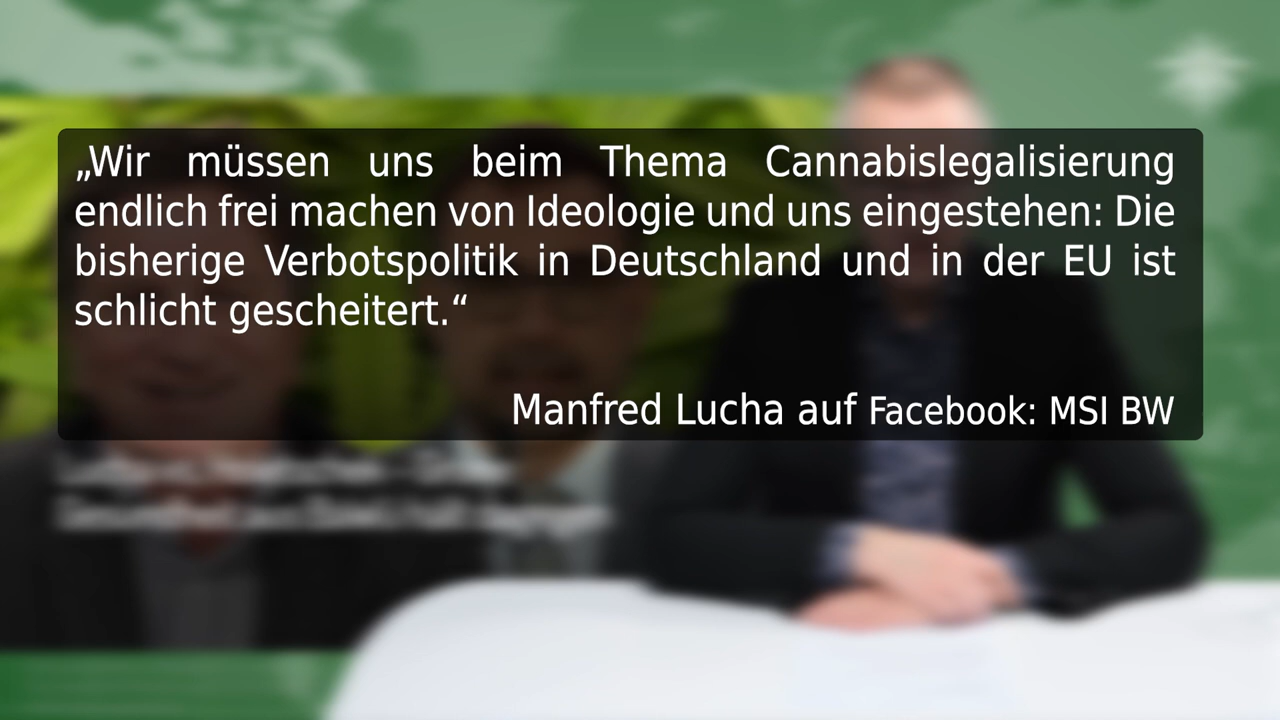 „Wir müssen uns beim Thema Cannabislegalisierung
endlich frei machen von Ideologie und uns eingestehen: Die
bisherige Verbotspolitik in Deutschland und in der EU ist
schlicht gescheitert.“
Manfred Lucha auf Facebook: MSI BW